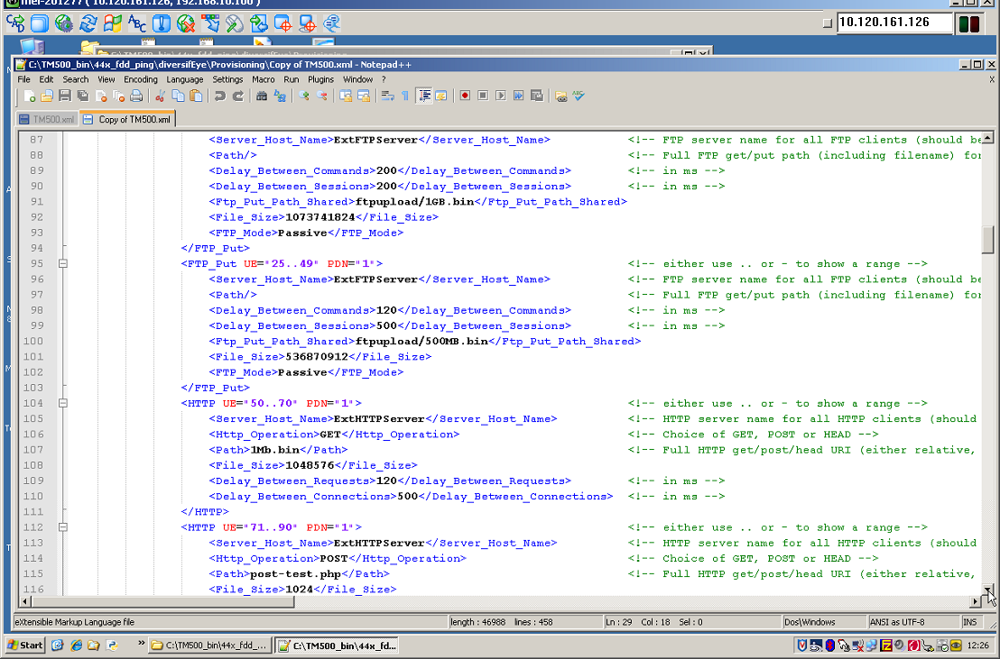 mer-201277 ( 10.120.161.126, 192.168.10.100 )
10.120.161.126
C:\TM500_bin\44x_fdd_ping\diversifEye\Provisioning\Copy of TM500.xml - Notepad++
File Edit Search View Encoding Language Settings Macro Run Plugins Window ? X
TM500.xml Copy of TM500.xml
87 <Server_Host_Name>ExtFTPServer</Server_Host_Name> <!-- FTP server name for all FTP clients (should be
88 <Path/> <!-- Full FTP get/put path (including filename) for
89 <Delay_Between_Commands>200</Delay_Between_Commands> <!-- in ms -->
90 <Delay_Between_Sessions>200</Delay_Between_Sessions> <!-- in ms -->
91 <Ftp_Put_Path_Shared>ftpupload/1GB.bin</Ftp_Put_Path_Shared>
92 <File_Size>1073741824</File_Size>
93 <FTP_Mode>Passive</FTP_Mode>
94 </FTP_Put>
95 <FTP_Put UE="25..49" PDN="1"> <!-- either use .. or - to show a range -->
96 <Server_Host_Name>ExtFTPServer</Server_Host_Name> <!-- FTP server name for all FTP clients (should be
97 <Path/> <!-- Full FTP get/put path (including filename) for
98 <Delay_Between_Commands>120</Delay_Between_Commands> <!-- in ms -->
99 <Delay_Between_Sessions>500</Delay_Between_Sessions> <!-- in ms -->
100 <Ftp_Put_Path_Shared>ftpupload/500MB.bin</Ftp_Put_Path_Shared>
101 <File_Size>536870912</File_Size>
102 <FTP_Mode>Passive</FTP_Mode>
103 </FTP_Put>
104 <HTTP UE="50..70" PDN="1"> <!-- either use .. or - to show a range -->
105 <Server_Host_Name>ExtHTTPServer</Server_Host_Name> <!-- HTTP server name for all HTTP clients (should
106 <Http_Operation>GET</Http_Operation> <!-- Choice of GET, POST or HEAD -->
107 <Path>1Mb.bin</Path> <!-- Full HTTP get/post/head URI (either relative,
108 <File_Size>1048576</File_Size>
109 <Delay_Between_Requests>120</Delay_Between_Requests> <!-- in ms -->
110 <Delay_Between_Connections>500</Delay_Between_Connections> <!-- in ms -->
111 </HTTP>
112 <HTTP UE="71..90" PDN="1"> <!-- either use .. or - to show a range -->
113 <Server_Host_Name>ExtHTTPServer</Server_Host_Name> <!-- HTTP server name for all HTTP clients (should
114 <Http_Operation>POST</Http_Operation> <!-- Choice of GET, POST or HEAD -->
115 <Path>post-test.php</Path> <!-- Full HTTP get/post/head URI (either relative,
116 <File_Size>1024</File_Size>
eXtensible Markup Language file length : 46988 lines : 458 Ln : 29 Col : 18 Sel : 0 Dos\Windows ANSI as UTF-8 INS
Start C:\TM500_bin\44x_fdd_... C:\TM500_bin\44x_fd... 12:26